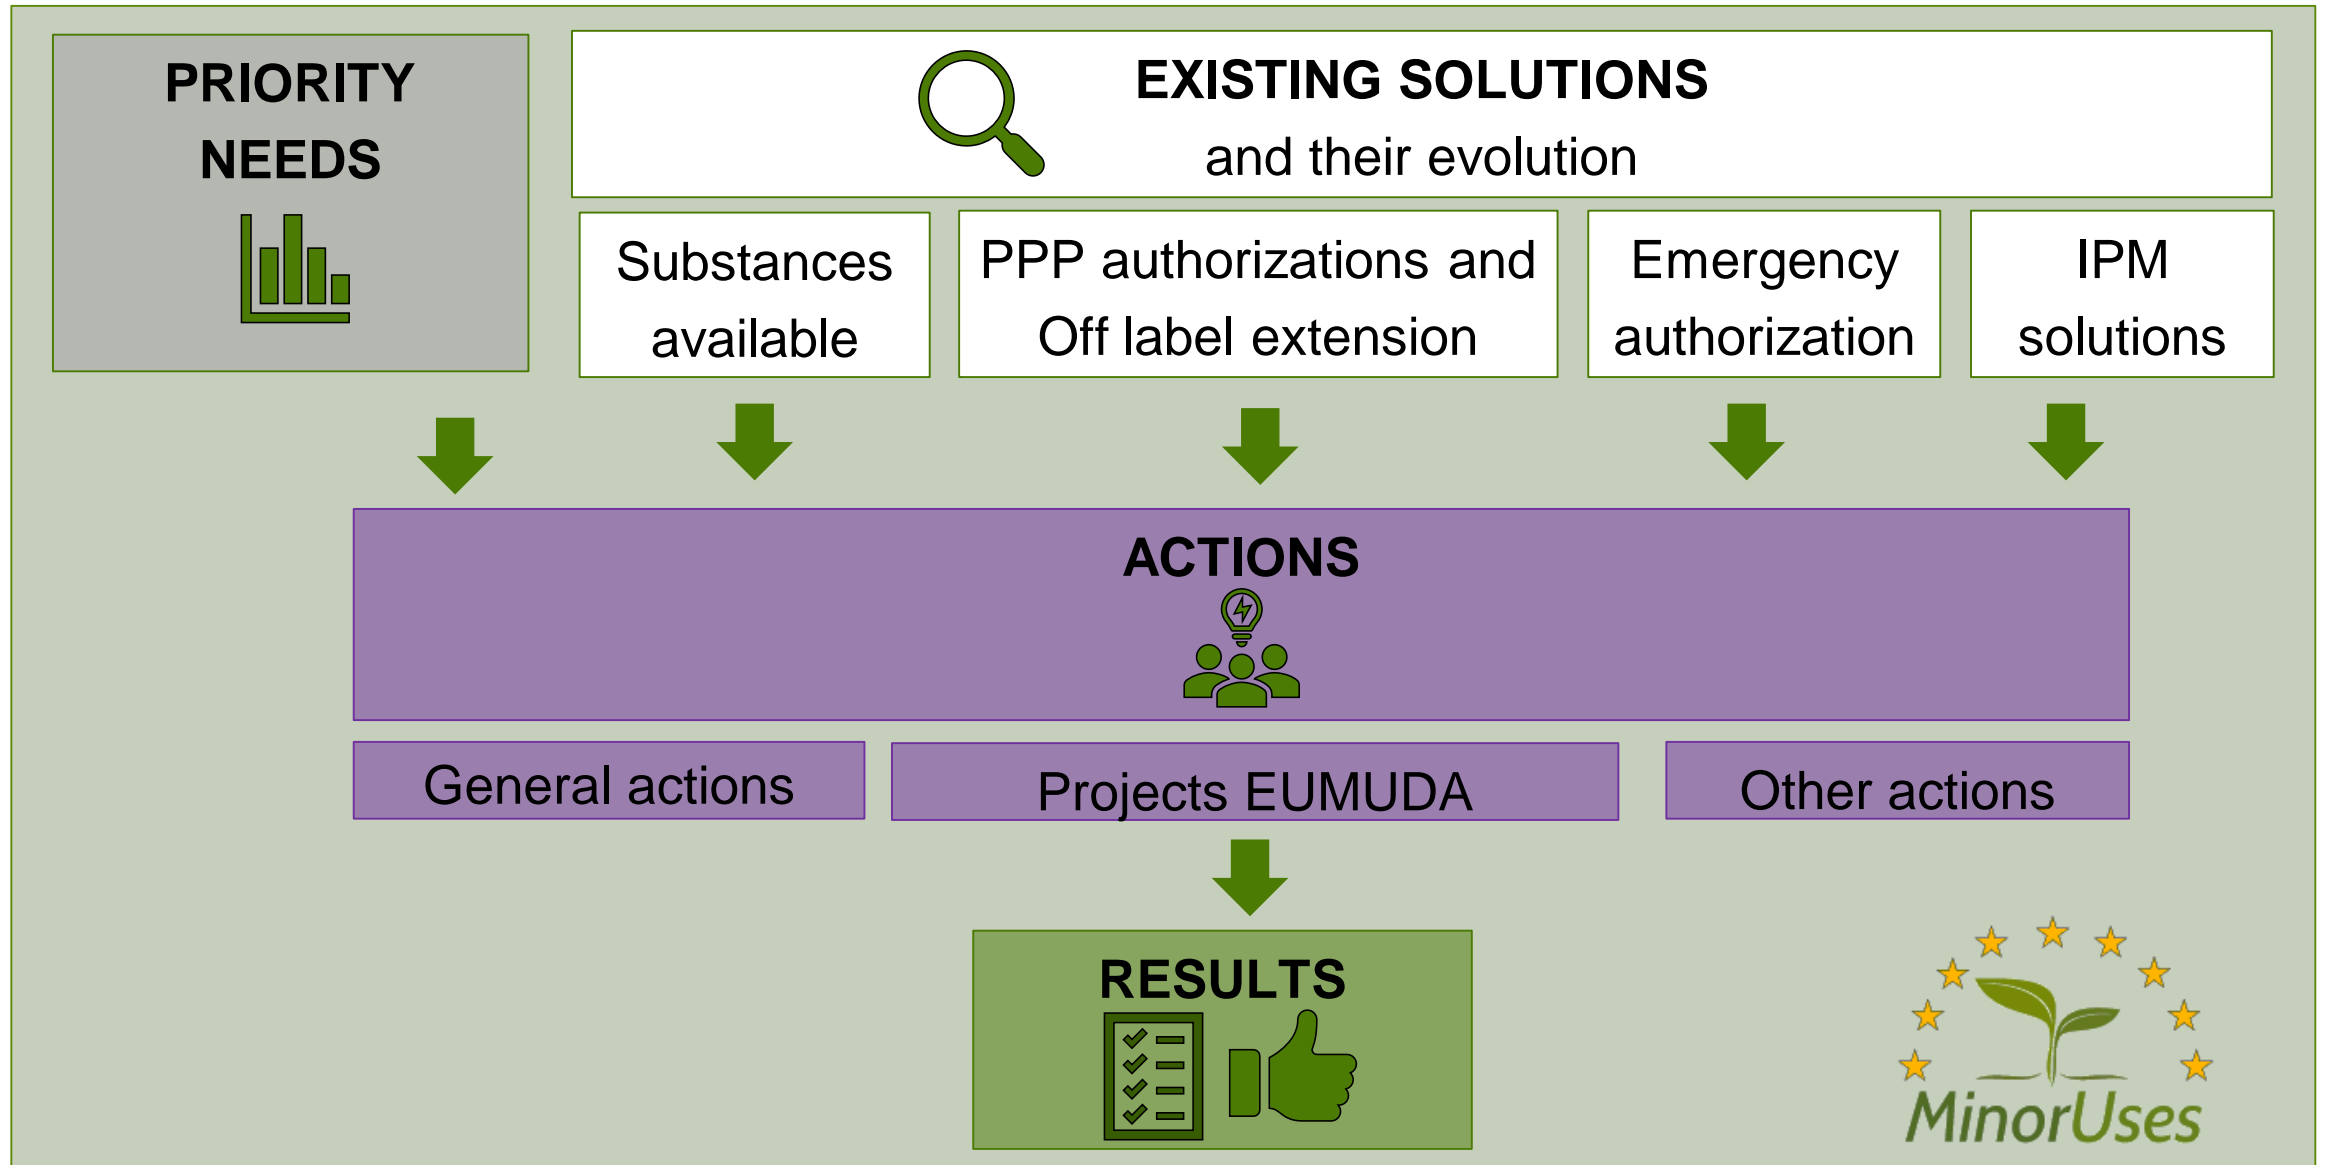 PRIORITY
NEEDS
EXISTING SOLUTIONS
and their evolution
Substances
available
PPP authorizations and
Off label extension
Emergency
authorization
IPM
solutions
ACTIONS
General actions
Projects EUMUDA
Other actions
RESULTS
MinorUses